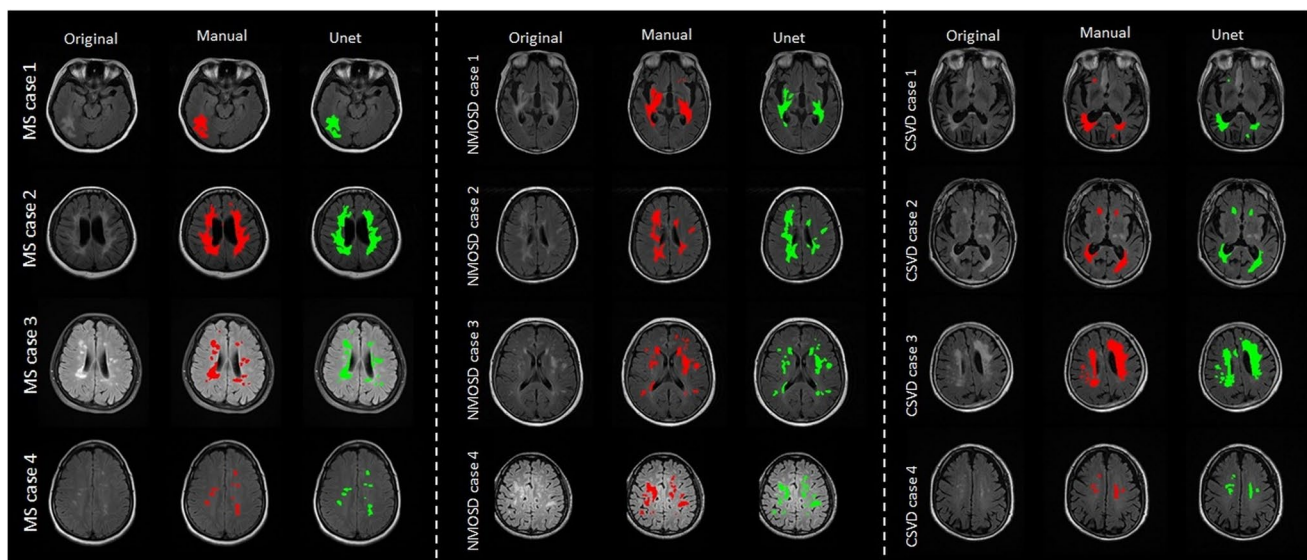 Original Manual Unet
MS case 1
MS case 2
MS case 3
MS case 4
Original Manual Unet
NMOSD case 1
NMOSD case 2
NMOSD case 3
NMOSD case 4
Original Manual Unet
CSVD case 1
CSVD case 2
CSVD case 3
CSVD case 4